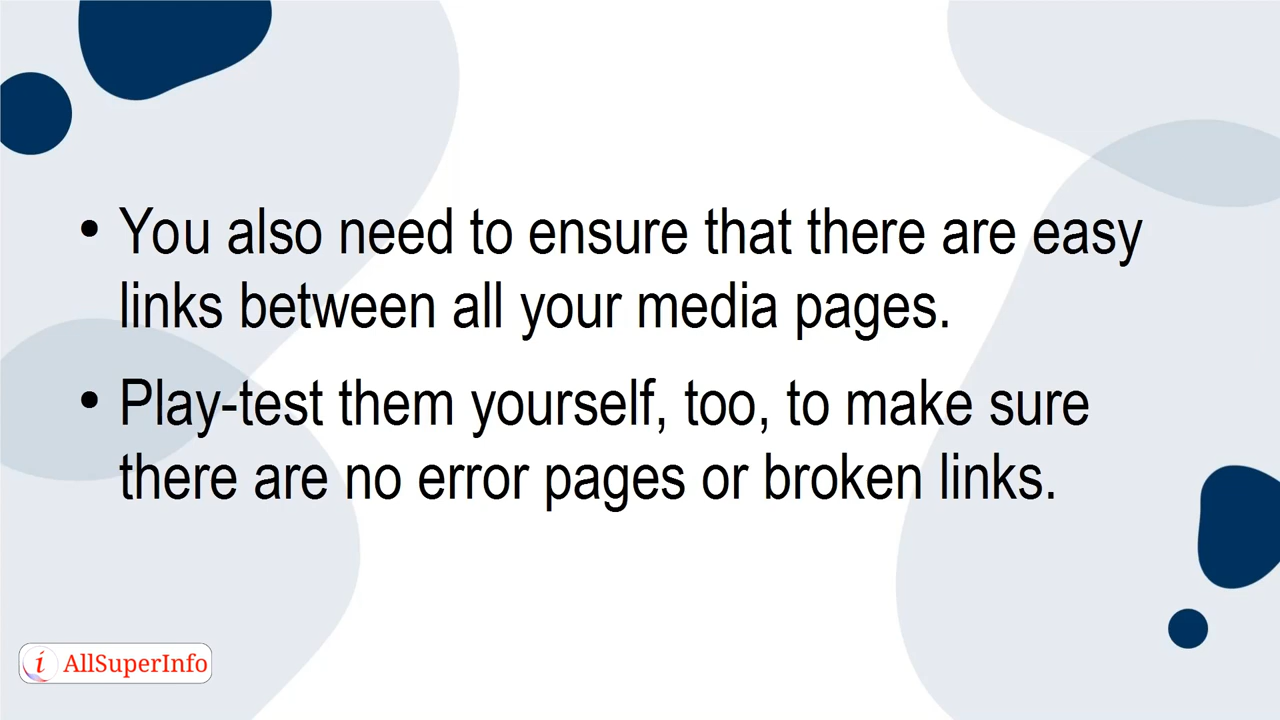 • You also need to ensure that there are easy
links between all your media pages.
• Play-test them yourself, too, to make sure
there are no error pages or broken links.
i AllSuperInfo